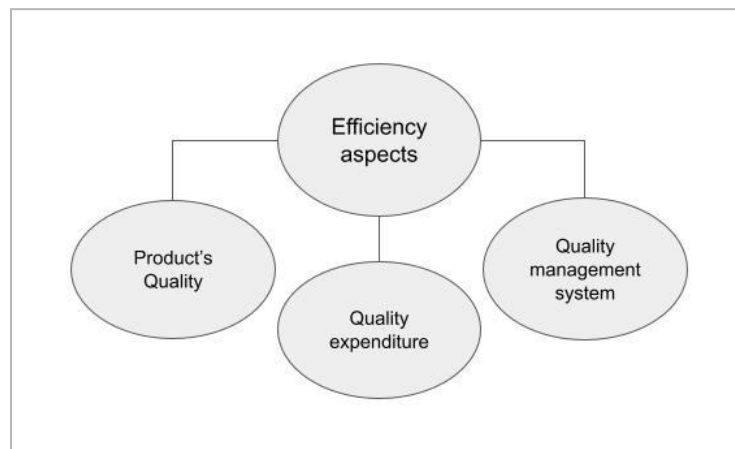 Efficiency
aspects
Product's
Quality
Quality
expenditure
Quality
management
system